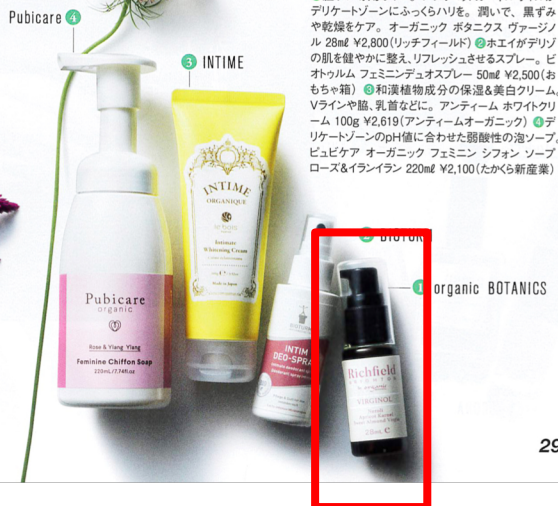 デリケートゾーンにふっくらハリを。潤いで、黒ずみ
や乾燥をケア。オーガニック ボタニクス ヴァージノ
ル 28㎖ ¥2,800(リッチフィールド) ❷ホエイがデリゾ
の肌を健やかに整え、リフレッシュさせるスプレー。ビ
オトゥルム フェミニンデュオスプレー 50㎖ ¥2,500(お
もちゃ箱) ❸和漢植物成分の保湿&美白クリーム。
Vラインや脇、乳首などに。アンティーム ホワイトクリ
ーム 100g ¥2,619(アンティームオーガニック) ❹デ
リケートゾーンのpH値に合わせた弱酸性の泡ソープ。
ピュビケア オーガニック フェミニン シフォン ソープ
ローズ&イランイラン 220㎖ ¥2,100(たかくら新産業)
Pubicare ❹
❸ INTIME
❶ organic BOTANICS
INTIME
ORGANIQUE
Intimate
Whitening Cream
Made in Japan
Pubicare
organic
Rose & Ylang Ylang
Feminine Chiffon Soap
220mL/7.74fl.oz
INTIM
DEO-SPRA
Richfield
VIRGINOL
Neroli
Apricot Kernel
28mL
29